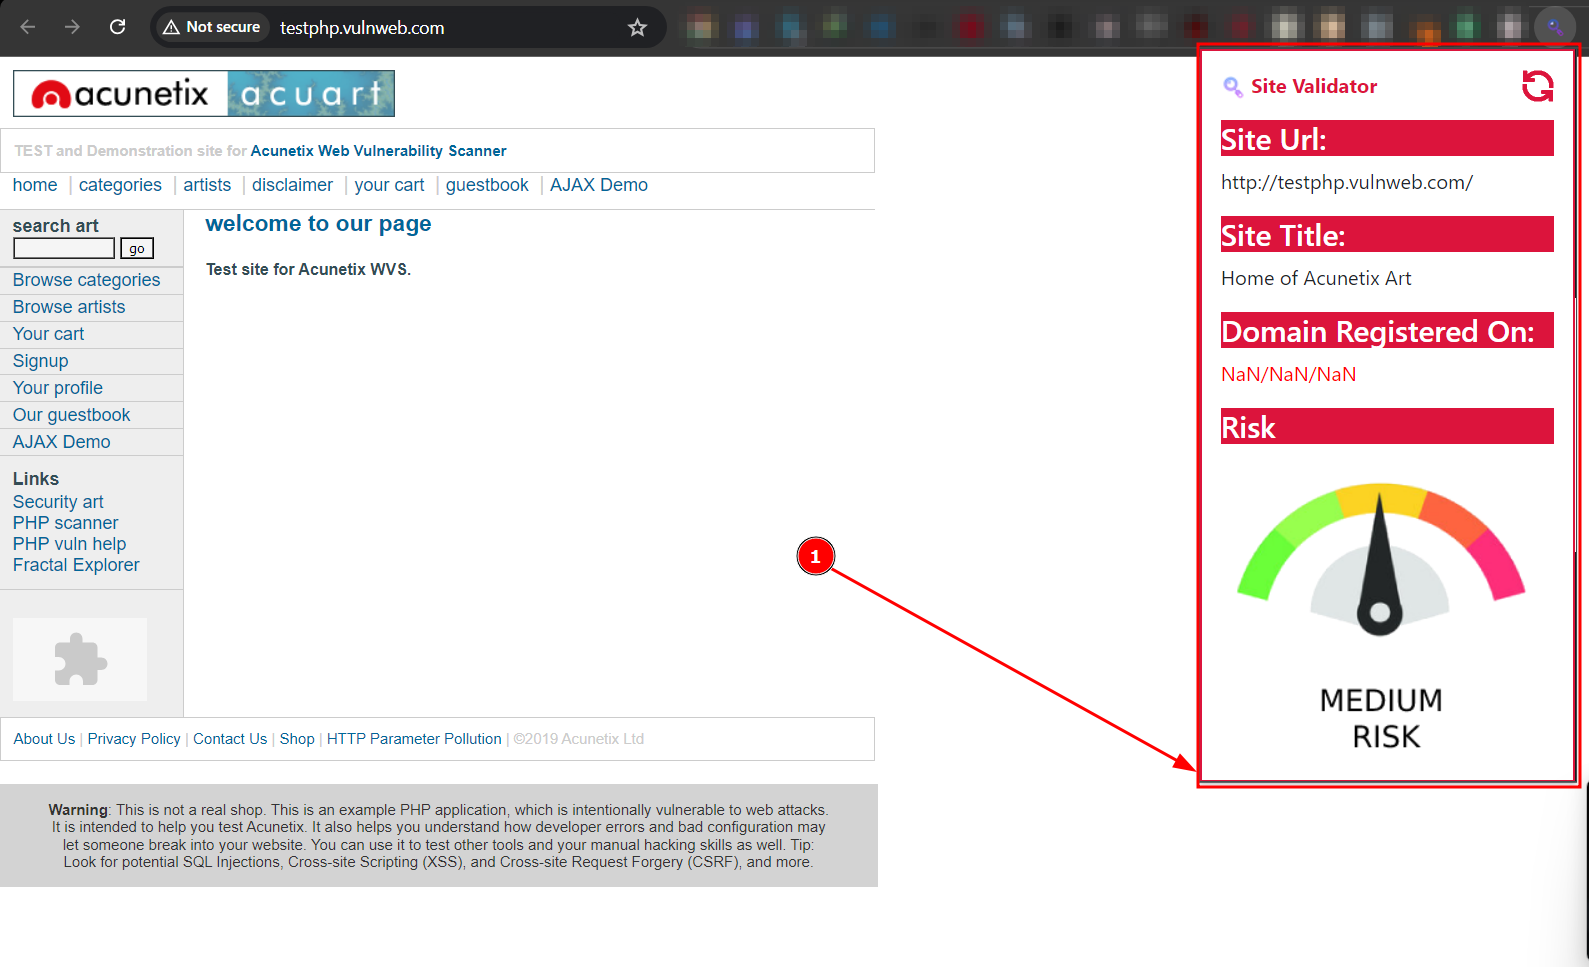 Not secure testphp.vulnweb.com
acunetix acuart
TEST and Demonstration site for Acunetix Web Vulnerability Scanner
home | categories | artists | disclaimer | your cart | guestbook | AJAX Demo
search art
go
Browse categories
Browse artists
Your cart
Signup
Your profile
Our guestbook
AJAX Demo
Links
Security art
PHP scanner
PHP vuln help
Fractal Explorer
welcome to our page
Test site for Acunetix WVS.
About Us | Privacy Policy | Contact Us | Shop | HTTP Parameter Pollution | ©2019 Acunetix Ltd
Warning: This is not a real shop. This is an example PHP application, which is intentionally vulnerable to web attacks.
It is intended to help you test Acunetix. It also helps you understand how developer errors and bad configuration may
let someone break into your website. You can use it to test other tools and your manual hacking skills as well. Tip:
Look for potential SQL Injections, Cross-site Scripting (XSS), and Cross-site Request Forgery (CSRF), and more.
1
Site Validator
Site Url:
http://testphp.vulnweb.com/
Site Title:
Home of Acunetix Art
Domain Registered On:
NaN/NaN/NaN
Risk
MEDIUM
RISK